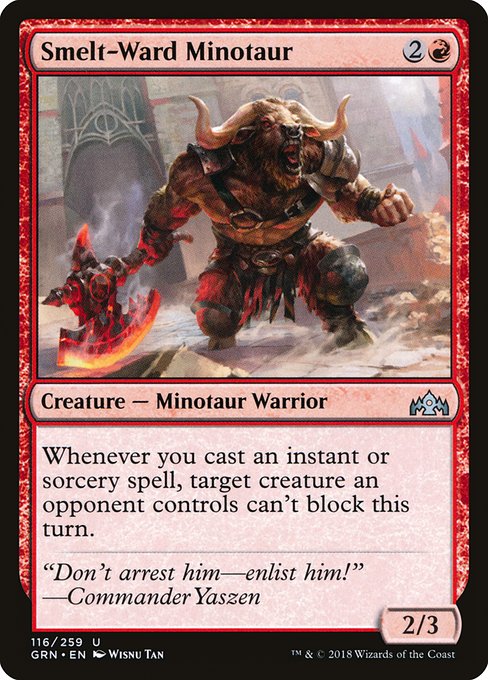 Smelt-Ward Minotaur 2
Creature — Minotaur Warrior
Whenever you cast an instant or
sorcery spell, target creature an
opponent controls can't block this
turn.
“Don't arrest him—enlist him!”
—Commander Yaszen
2/3
116/259 U
GRN • EN Wisnu Tan
™ & © 2018 Wizards of the Coast